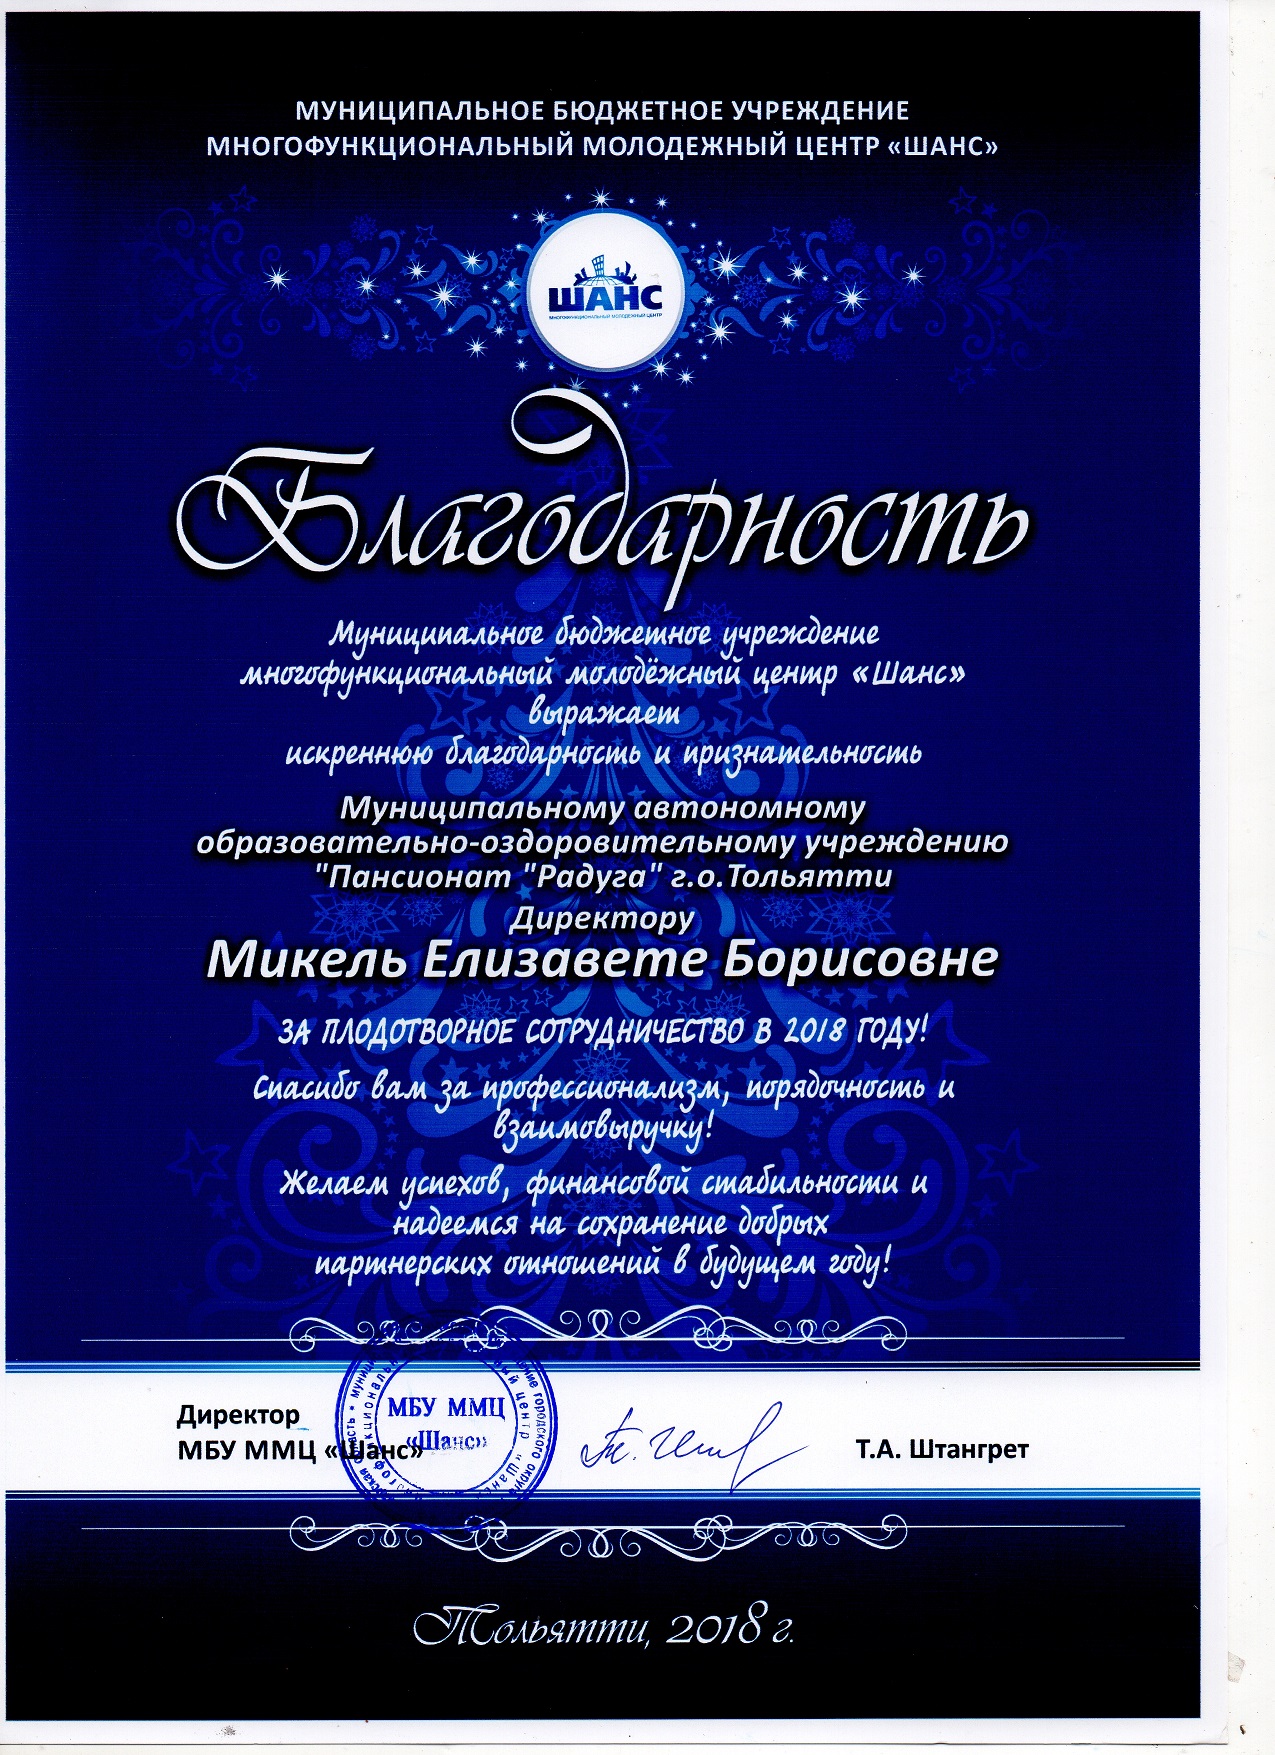 МУНИЦИПАЛЬНОЕ БЮДЖЕТНОЕ УЧРЕЖДЕНИЕ
МНОГОФУНКЦИОНАЛЬНЫЙ МОЛОДЕЖНЫЙ ЦЕНТР «ШАНС»
ШАНС
МНОГОФУНКЦИОНАЛЬНЫЙ МОЛОДЕЖНЫЙ ЦЕНТР
Благодарность
Муниципальное бюджетное учреждение
многофункциональный молодёжный центр «Шанс»
выражает
искреннюю благодарность и признательность
Муниципальному автономному
образовательно-оздоровительному учреждению
"Пансионат "Радуга" г.о.Тольятти
Директору
Микель Елизавете Борисовне
ЗА ПЛОДОТВОРНОЕ СОТРУДНИЧЕСТВО В 2018 ГОДУ!
Спасибо вам за профессионализм, порядочность и
взаимовыручку!
Желаем успехов, финансовой стабильности и
надеемся на сохранение добрых
партнерских отношений в будущем году!
Директор
МБУ ММЦ «Шанс»
МБУ ММЦ
«Шанс»
Т.А. Штангрет
Тольятти, 2018 г.